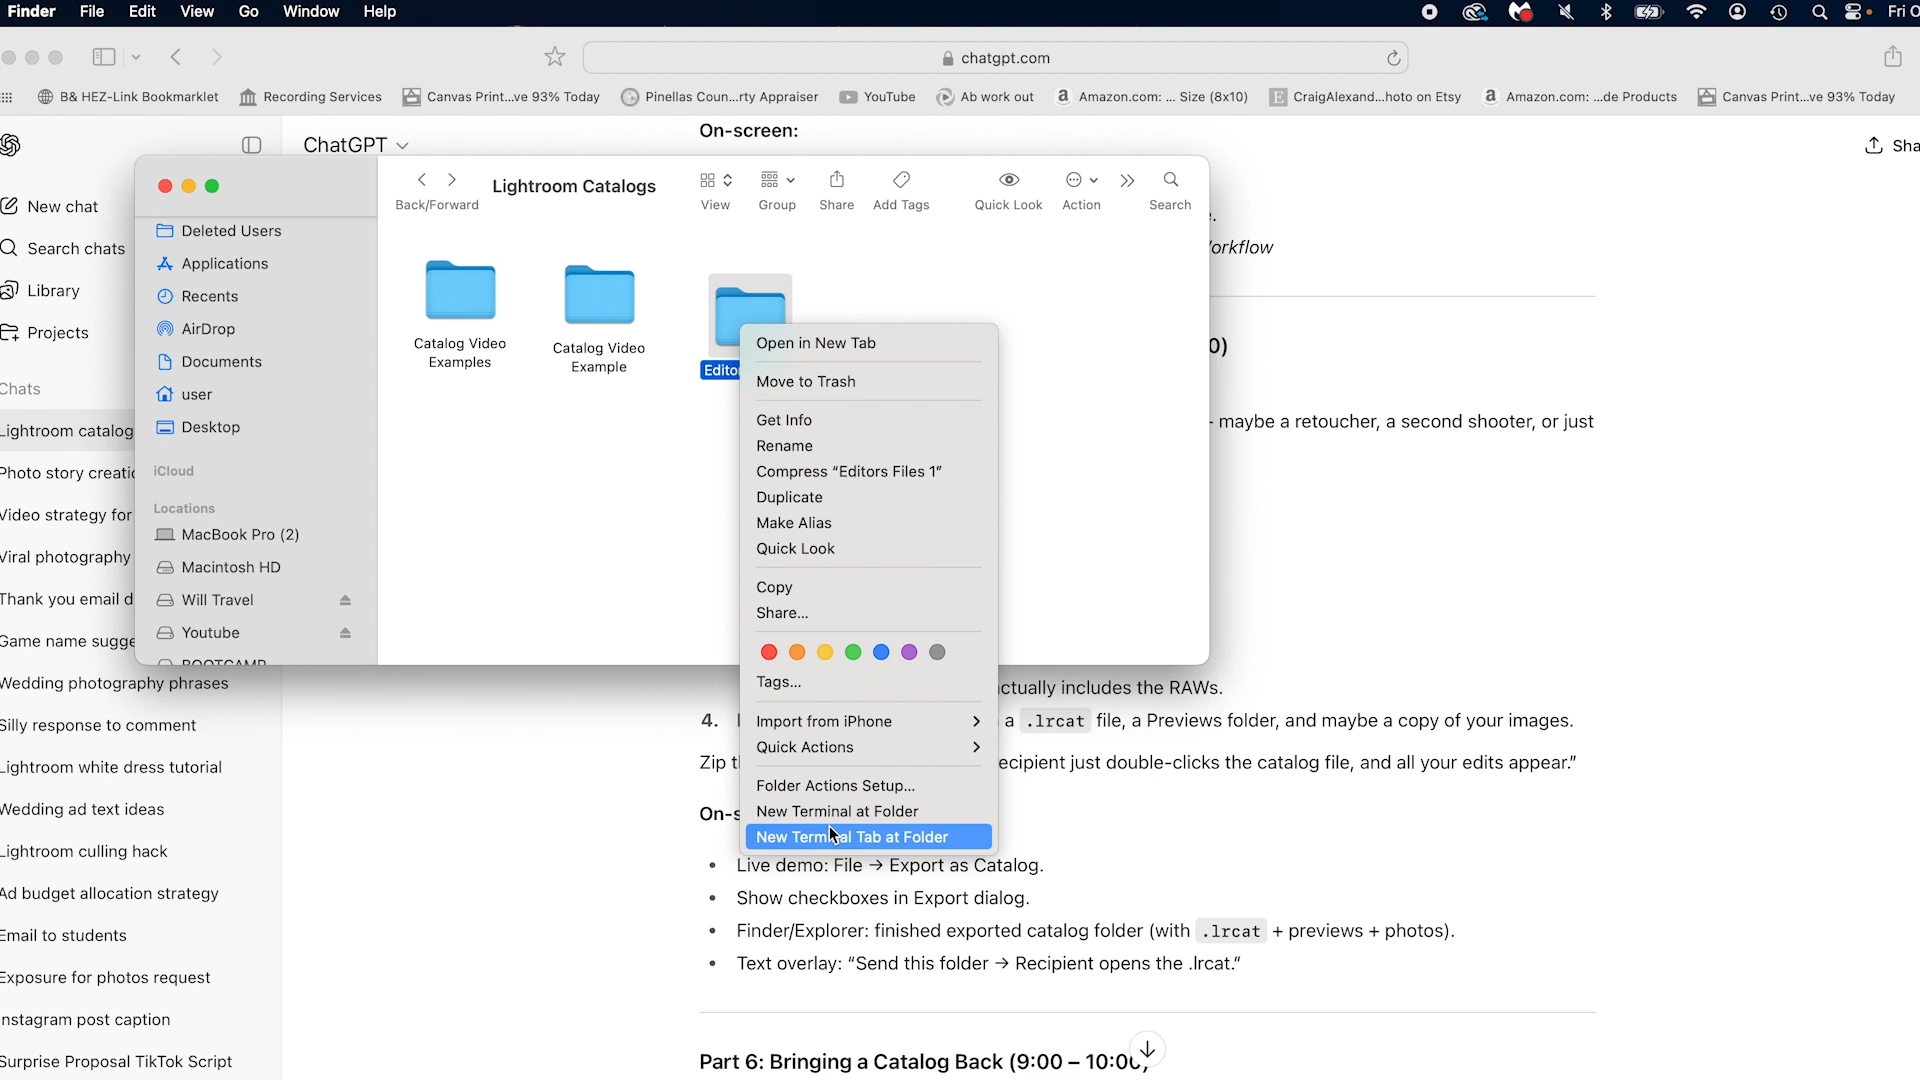 Finder File Edit View Go Window Help Fri O
chatgpt.com
B& HEZ-Link Bookmarklet Recording Services Canvas Print...ve 93% Today Pinellas Coun...rty Appraiser YouTube Ab work out Amazon.com: ... Size (8x10) CraigAlexand...hoto on Etsy Amazon.com: ...de Products Canvas Print...ve 93% Today
ChatGPT
On-screen:
Sha
New chat
Search chats
Library
Projects
Chats
Lightroom catalog
Photo story creatio
Video strategy for
Viral photography
Thank you email d
Game name sugge
Wedding photography phrases
Silly response to comment
Lightroom white dress tutorial
Wedding ad text ideas
Lightroom culling hack
Ad budget allocation strategy
Email to students
Exposure for photos request
Instagram post caption
Surprise Proposal TikTok Script
Deleted Users
Applications
Recents
AirDrop
Documents
user
Desktop
iCloud
Locations
MacBook Pro (2)
Macintosh HD
Will Travel
Youtube
BOOTCAMP
Back/Forward
Lightroom Catalogs
View
Group
Share
Add Tags
Quick Look
Action
Search
Catalog Video
Examples
Catalog Video
Example
Editor
Open in New Tab
Move to Trash
Get Info
Rename
Compress “Editors Files 1”
Duplicate
Make Alias
Quick Look
Copy
Share...
Tags...
Import from iPhone
Quick Actions
Folder Actions Setup...
New Terminal at Folder
New Terminal Tab at Folder
e.
Workflow
0)
- maybe a retoucher, a second shooter, or just
actually includes the RAWs.
4. a .lrcat file, a Previews folder, and maybe a copy of your images.
Zip t ecipient just double-clicks the catalog file, and all your edits appear.”
On-s
• Live demo: File → Export as Catalog.
• Show checkboxes in Export dialog.
• Finder/Explorer: finished exported catalog folder (with .lrcat + previews + photos).
• Text overlay: “Send this folder → Recipient opens the .lrcat.”
Part 6: Bringing a Catalog Back (9:00 – 10:00)